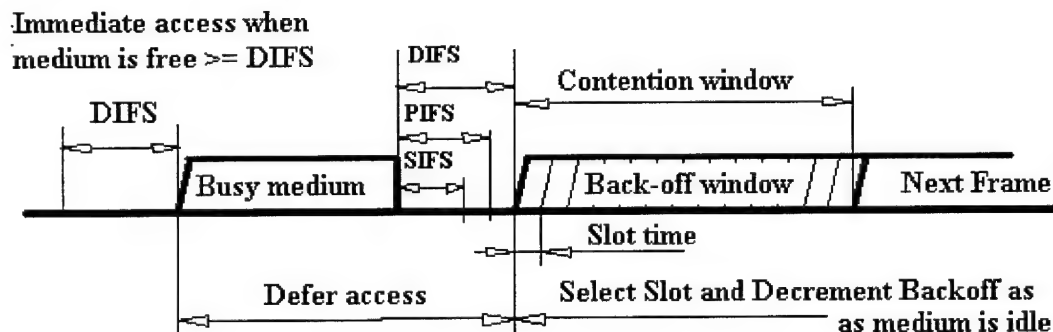 Immediate access when
medium is free >= DIFS
DIFS
DIFS
Contention window
PIFS
SIFS
Busy medium
Back-off window
Next Frame
Slot time
Defer access
Select Slot and Decrement Backoff as
as medium is idle